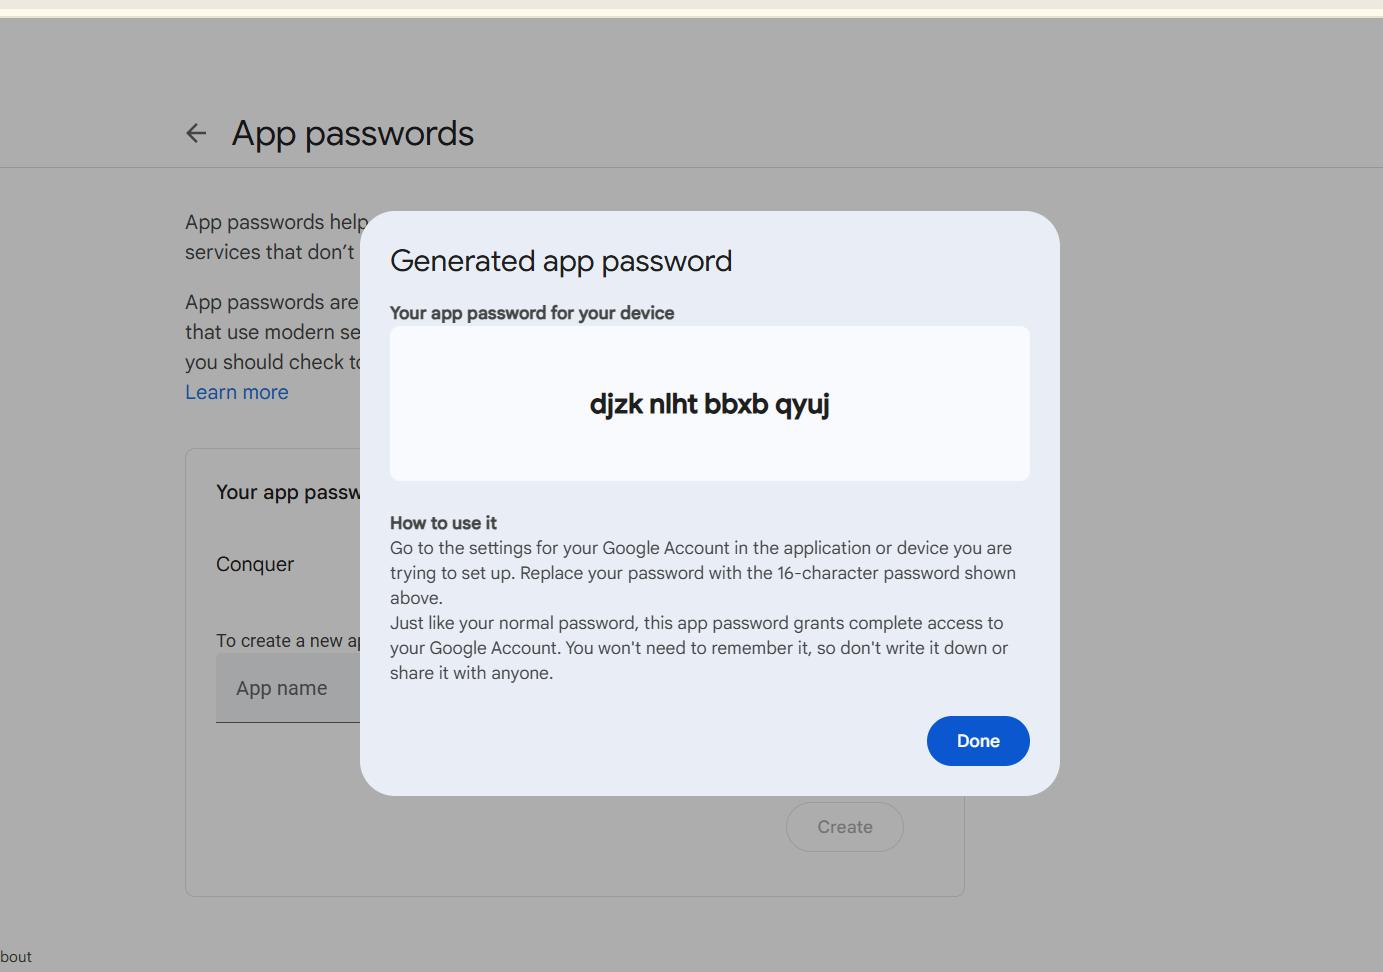 App passwords
App passwords help
services that don't
App passwords are
that use modern se
you should check to
Learn more
Your app passw
Conquer
To create a new ap
App name
Create
Generated app password
Your app password for your device
djzk nlht bbxb qyuj
How to use it
Go to the settings for your Google Account in the application or device you are
trying to set up. Replace your password with the 16-character password shown
above.
Just like your normal password, this app password grants complete access to
your Google Account. You won't need to remember it, so don't write it down or
share it with anyone.
Done
bout